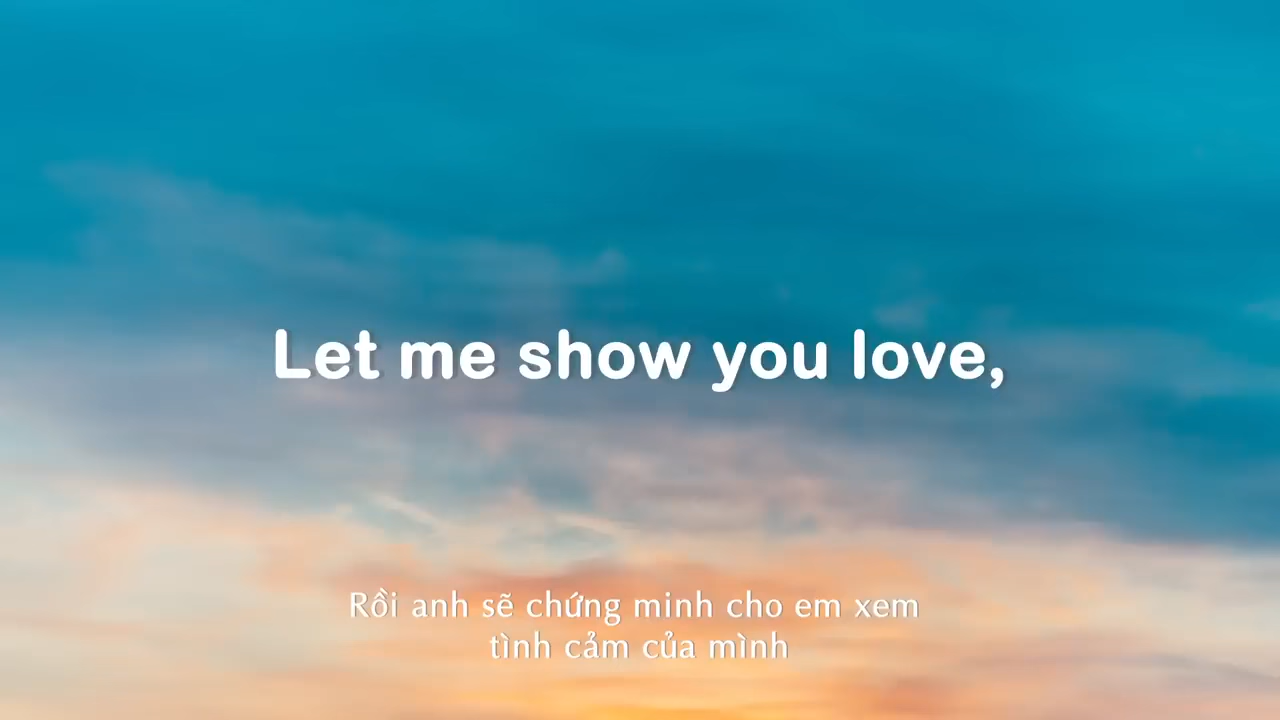 Let me show you love,
Rồi anh sẽ chứng minh cho em xem
tình cảm của mình